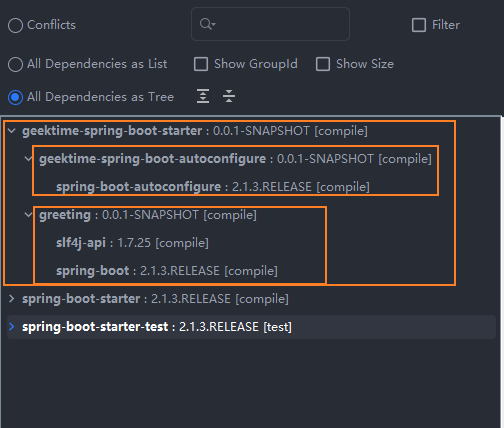 Conflicts
Filter
All Dependencies as List
Show GroupId
Show Size
All Dependencies as Tree
geektime-spring-boot-starter : 0.0.1-SNAPSHOT [compile]
geektime-spring-boot-autoconfigure : 0.0.1-SNAPSHOT [compile]
spring-boot-autoconfigure : 2.1.3.RELEASE [compile]
greeting : 0.0.1-SNAPSHOT [compile]
slf4j-api : 1.7.25 [compile]
spring-boot : 2.1.3.RELEASE [compile]
spring-boot-starter : 2.1.3.RELEASE [compile]
spring-boot-starter-test : 2.1.3.RELEASE [test]